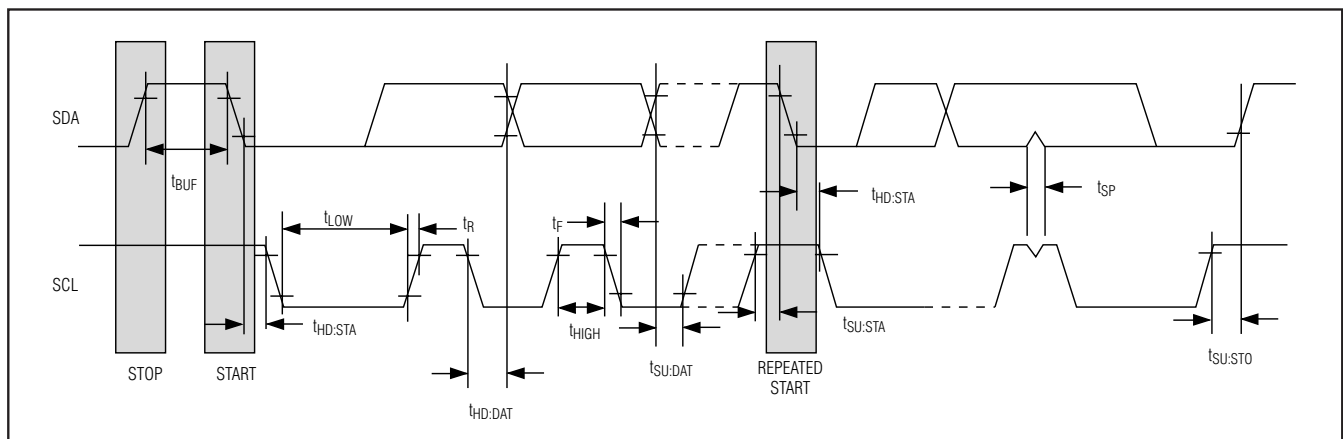 SDA
tBUF
tHD:STA
tSP
tLOW
tR
tF
SCL
tHD:STA
tHIGH
tSU:STA
tSU:DAT
tSU:STO
STOP
START
REPEATED
START
tHD:DAT